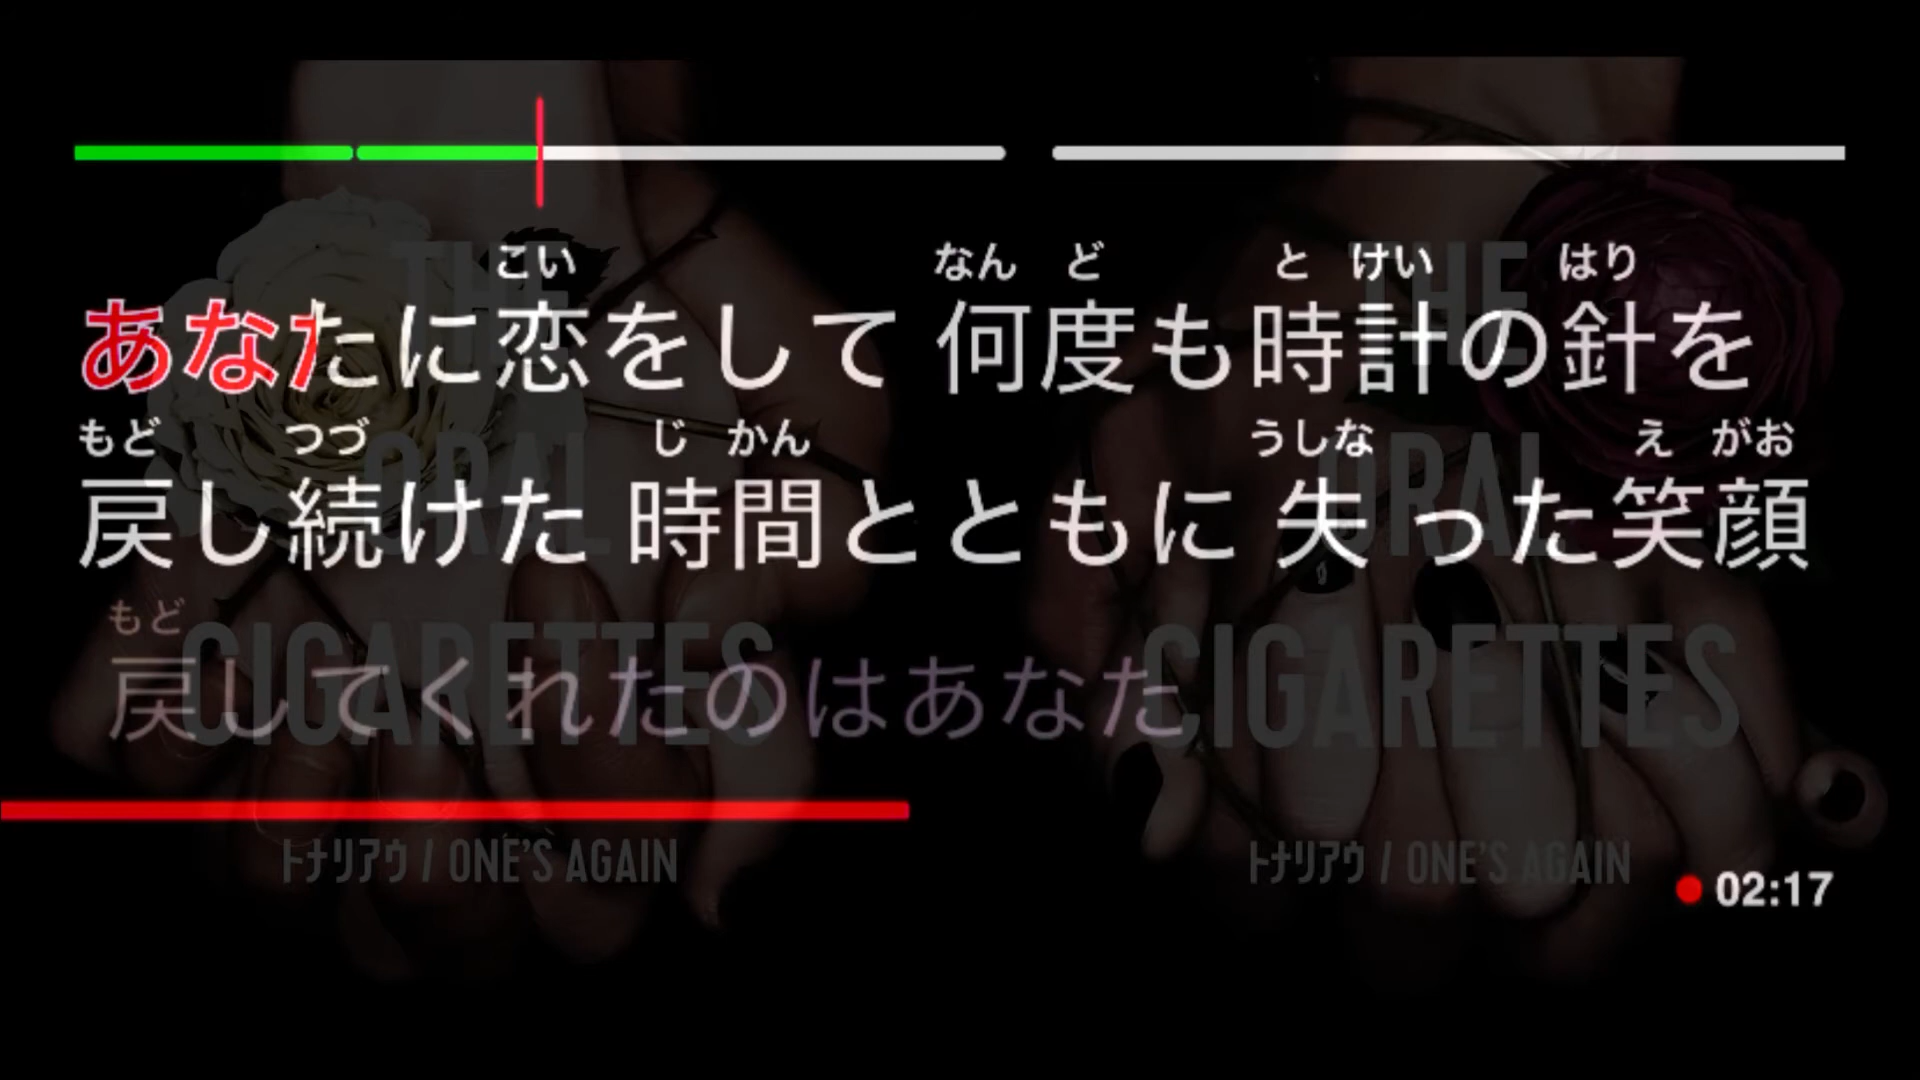 THE THE
こい なん ど と けい はり
あなたに恋をして 何度も時計の針を
もど つづ じ かん うしな え がお
ORAL ORAL
戻し続けた 時間とともに 失った笑顔
もど
CIGARETTES CIGARETTES
戻してくれたのはあなた
トナリアウ / ONE'S AGAIN トナリアウ / ONE'S AGAIN
02:17